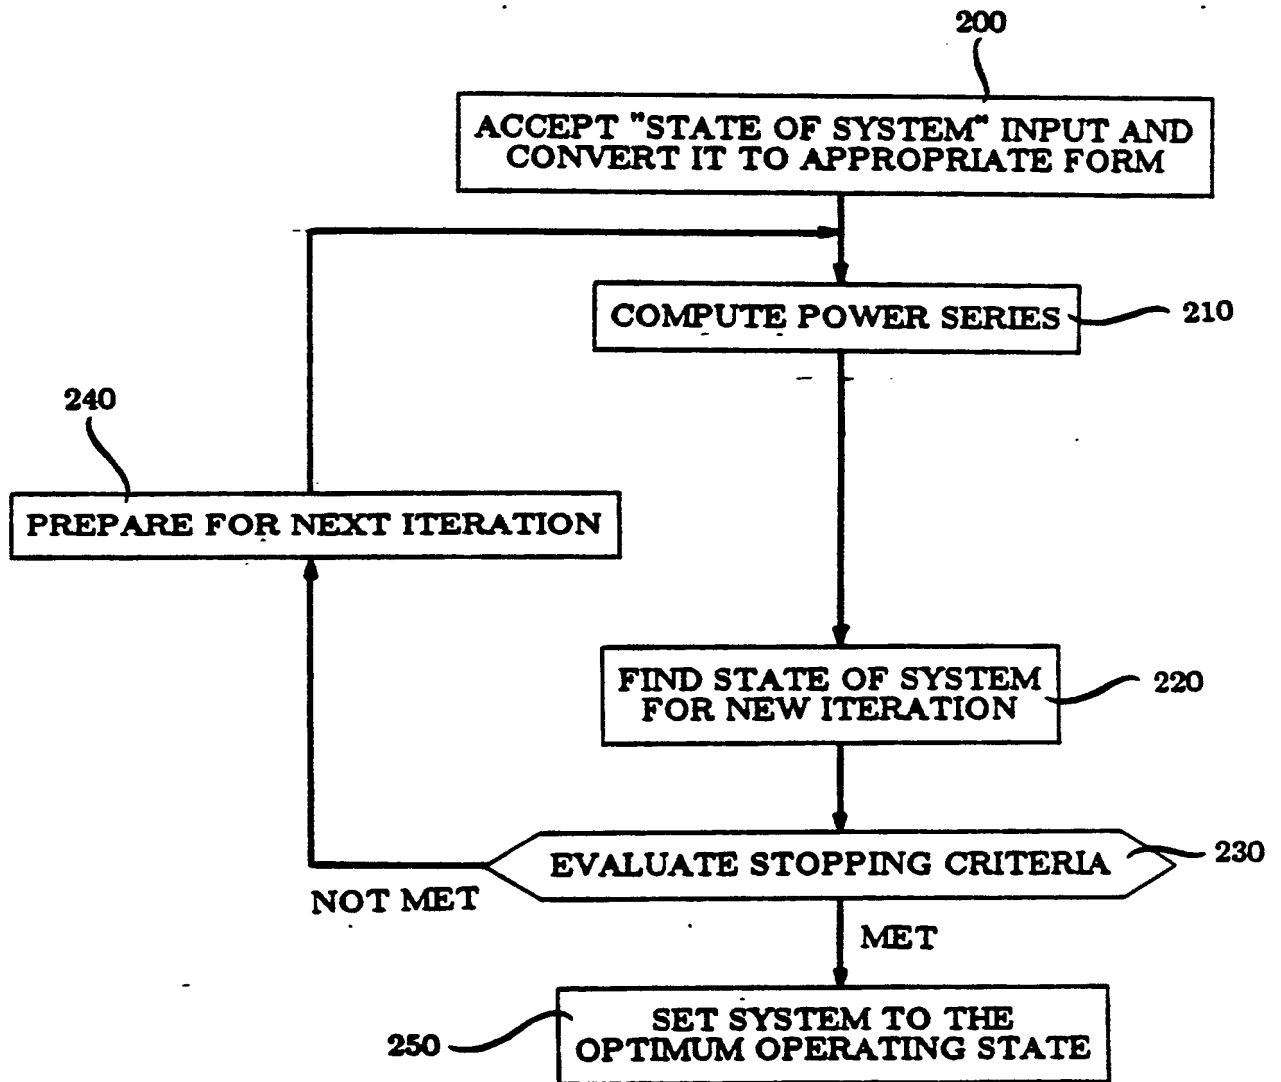 200
ACCEPT "STATE OF SYSTEM" INPUT AND
CONVERT IT TO APPROPRIATE FORM
COMPUTE POWER SERIES
210
240
PREPARE FOR NEXT ITERATION
FIND STATE OF SYSTEM
FOR NEW ITERATION
220
EVALUATE STOPPING CRITERIA
230
NOT MET
MET
SET SYSTEM TO THE
OPTIMUM OPERATING STATE
250